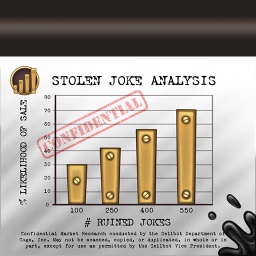 STOLEN JOKE ANALYSIS
CONFIDENTIAL
% LIKELIHOOD OF SALE
90
80
70
60
50
40
30
20
10
0
100 250 400 550
# RUINED JOKES
Confidential Market Research conducted by the Sellbot Department of
Cogs, Inc. May not be scanned, copied, or duplicated, in whole or in
part, except for use as permitted by the Sellbot Vice President.